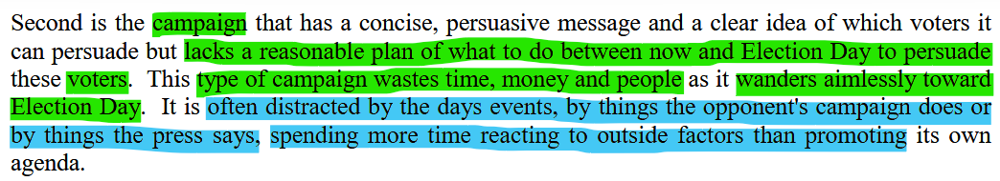 Second is the campaign that has a concise, persuasive message and a clear idea of which voters it
can persuade but lacks a reasonable plan of what to do between now and Election Day to persuade
these voters.  This type of campaign wastes time, money and people as it wanders aimlessly toward
Election Day.  It is often distracted by the days events, by things the opponent's campaign does or
by things the press says, spending more time reacting to outside factors than promoting its own
agenda.